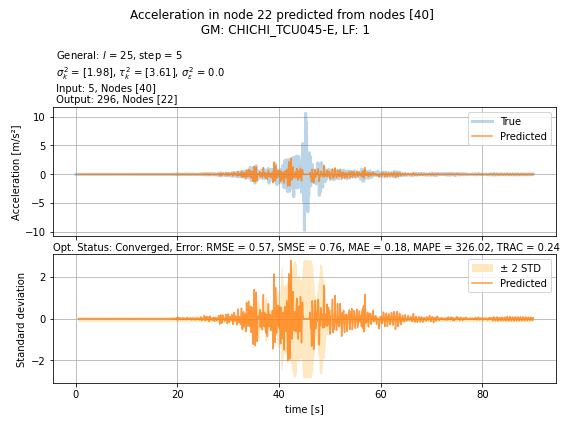 Acceleration in node 22 predicted from nodes [40]
GM: CHICHI_TCU045-E, LF: 1
General: l = 25, step = 5
σ²ₖ = [1.98], τ²ₖ = [3.61], σ²ε = 0.0
Input: 5, Nodes [40]
Output: 296, Nodes [22]
Acceleration [m/s²]
10
5
0
−5
−10
True
Predicted
Opt. Status: Converged, Error: RMSE = 0.57, SMSE = 0.76, MAE = 0.18, MAPE = 326.02, TRAC = 0.24
Standard deviation
2
0
−2
± 2 STD
Predicted
0 20 40 60 80
time [s]